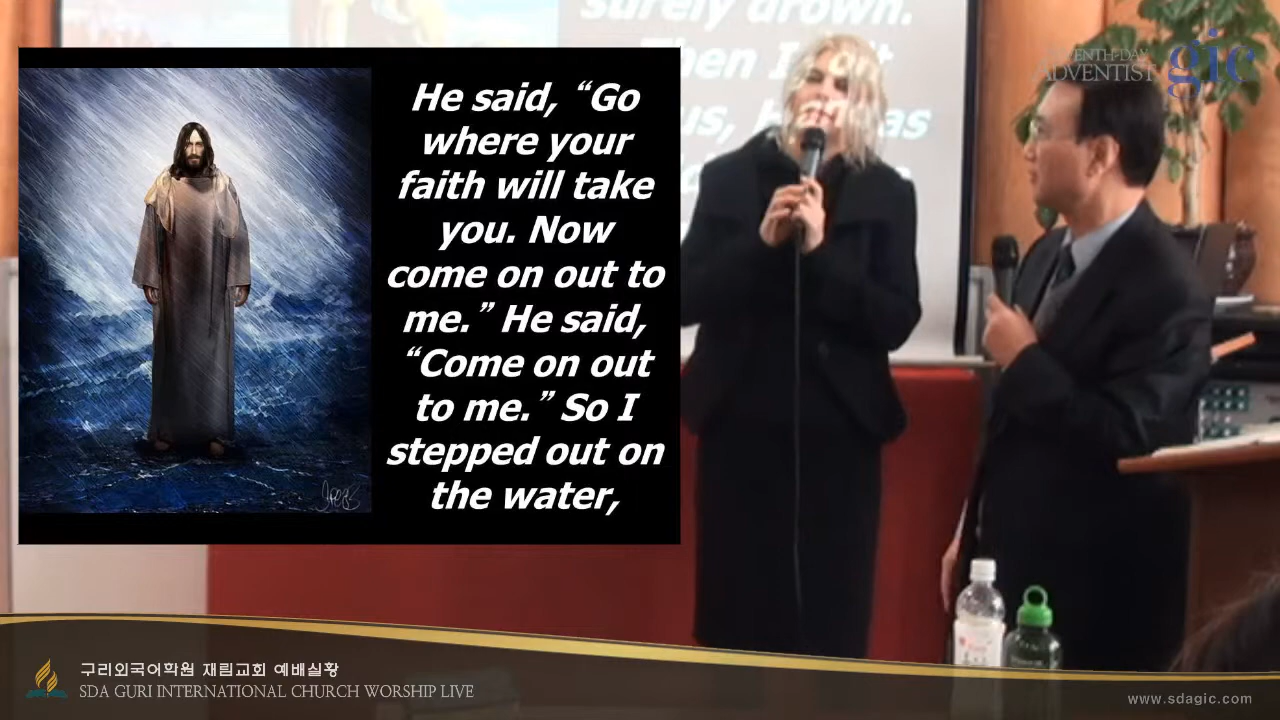 surely drown.
He said, “Go
where your
faith will take
you. Now
come on out to
me.” He said,
“Come on out
to me.” So I
stepped out on
the water,
ADVENTIST
gic
구리외국어학원 재림교회 예배실황
SDA GURI INTERNATIONAL CHURCH WORSHIP LIVE
www.sdagic.com